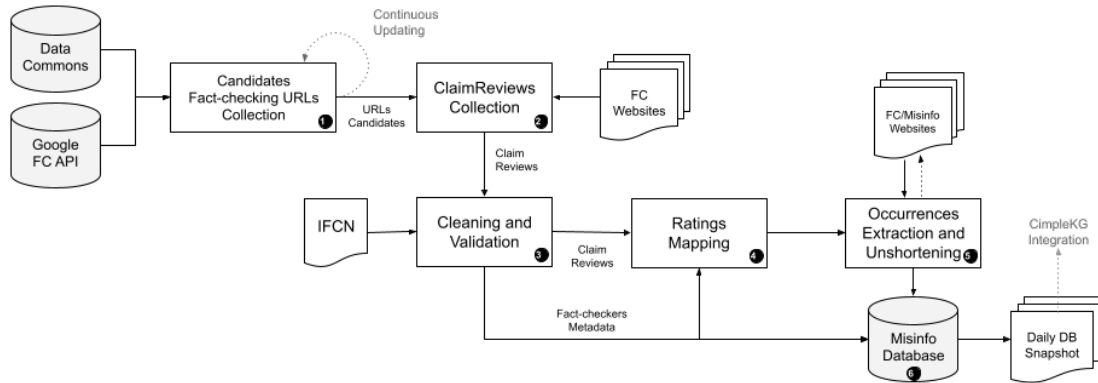 Continuous
Updating
Data
Commons
Candidates
Fact-checking URLs
Collection
1
URLs
Candidates
ClaimReviews
Collection
2
FC
Websites
FC/Misinfo
Websites
Google
FC API
Claim
Reviews
IFCN
Cleaning and
Validation
3
Claim
Reviews
Ratings
Mapping
4
Occurrences
Extraction and
Unshortening
5
CimpleKG
Integration
Fact-checkers
Metadata
Misinfo
Database
6
Daily DB
Snapshot